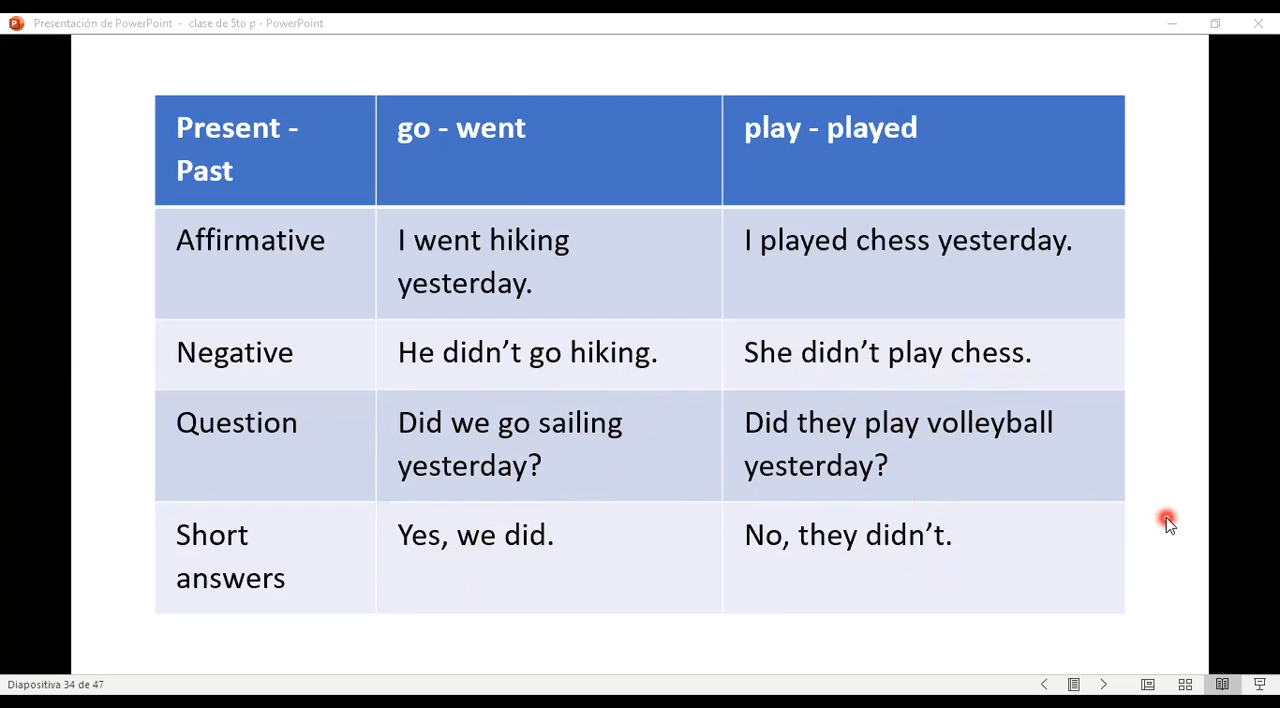 Presentación de PowerPoint - clase de 5to p - PowerPoint
Present - 
Past
go - went
play - played
Affirmative
I went hiking
yesterday.
I played chess yesterday.
Negative
He didn’t go hiking.
She didn’t play chess.
Question
Did we go sailing
yesterday?
Did they play volleyball
yesterday?
Short
answers
Yes, we did.
No, they didn’t.
Diapositiva 34 de 47